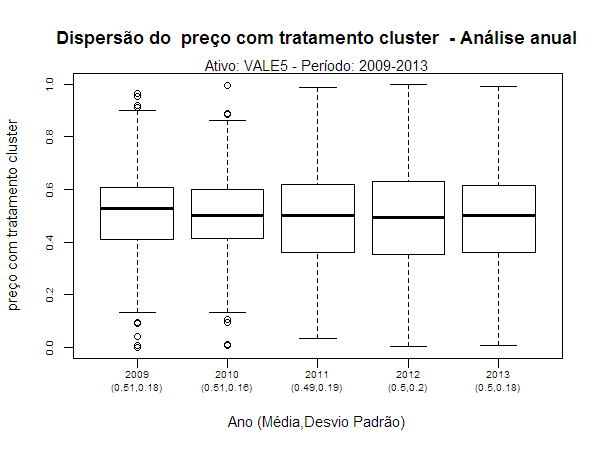 Dispersão do  preço com tratamento cluster  - Análise anual
Ativo: VALE5 - Período: 2009-2013
preço com tratamento cluster
1.0
0.8
0.6
0.4
0.2
0.0
2009 2010 2011 2012 2013
(0.51,0.18) (0.51,0.16) (0.49,0.19) (0.5,0.2) (0.5,0.18)
Ano (Média,Desvio Padrão)